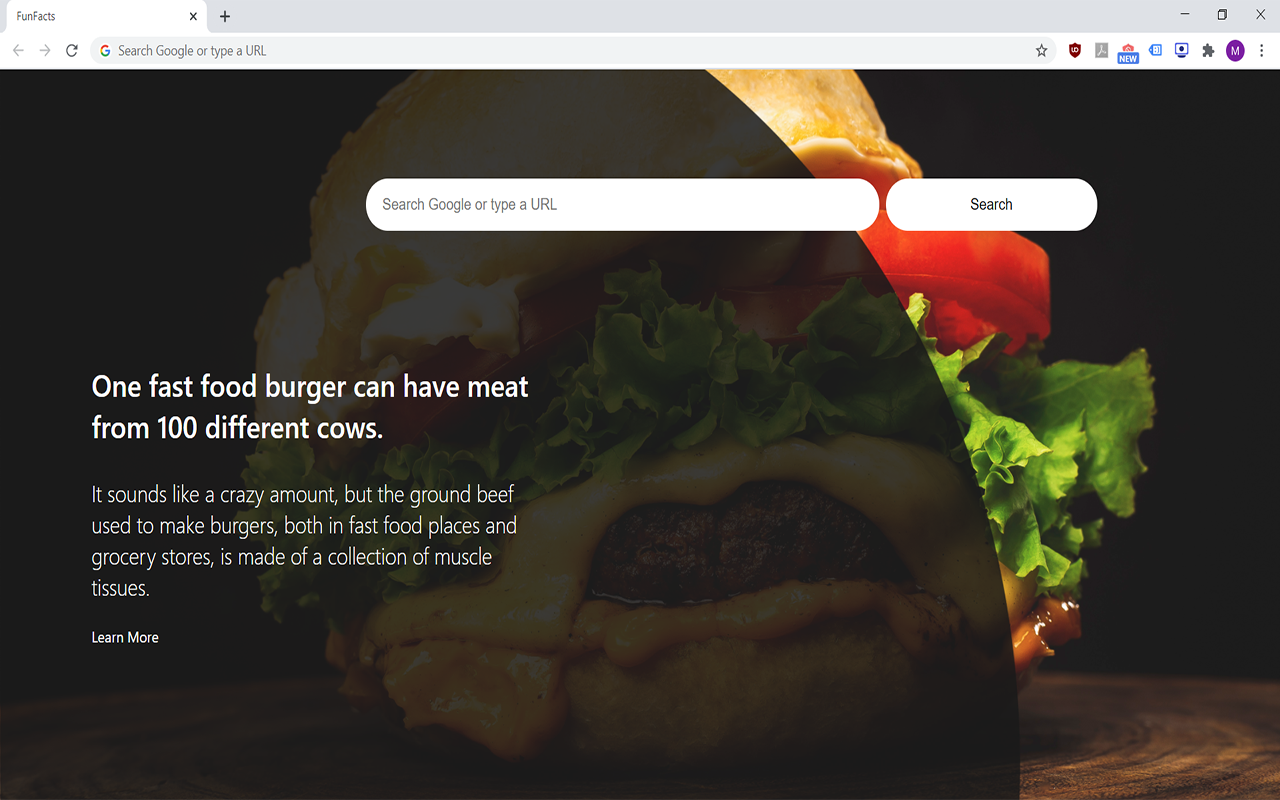 FunFacts
Search Google or type a URL
NEW
M
Search Google or type a URL
Search
One fast food burger can have meat
from 100 different cows.
It sounds like a crazy amount, but the ground beef
used to make burgers, both in fast food places and
grocery stores, is made of a collection of muscle
tissues.
Learn More